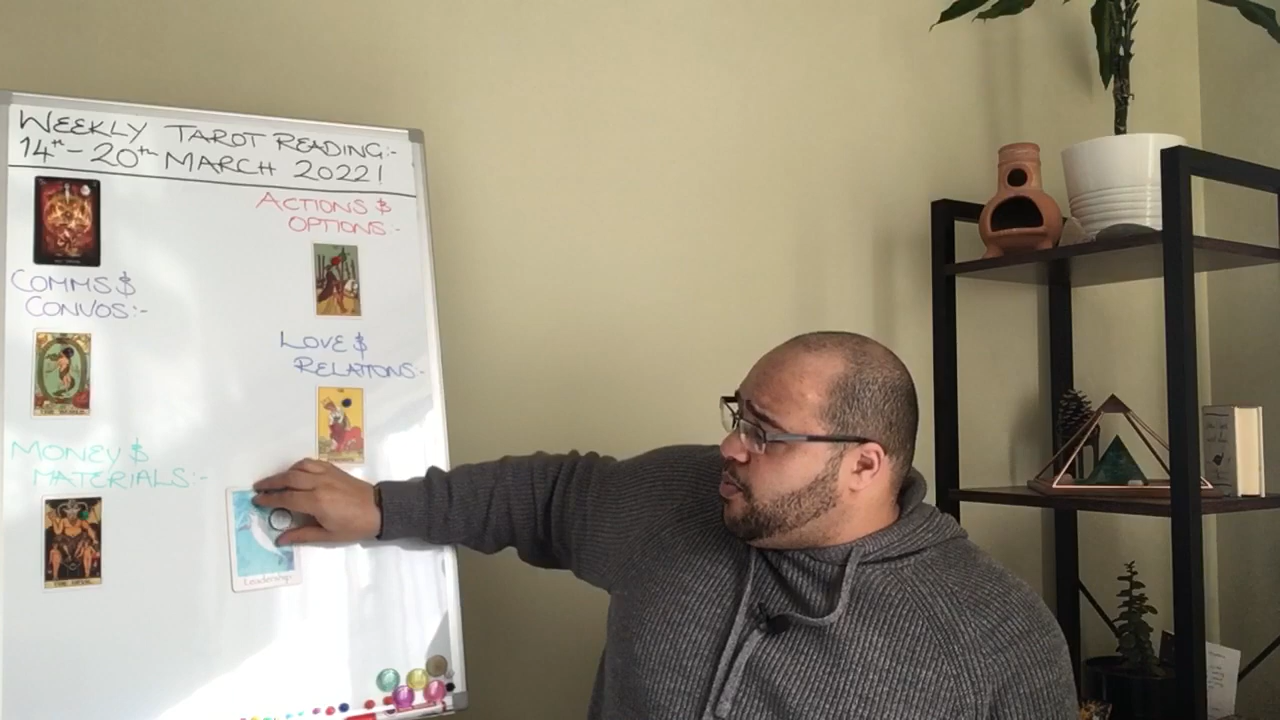 WEEKLY TAROT READING:-
14th - 20th MARCH 2022!
ACTIONS &
OPTIONS:-
COMMS &
CONVOS:-
THE WORLD.
LOVE &
RELATIONS:-
MONEY &
MATERIALS:-
THE DEVIL.
Leadership